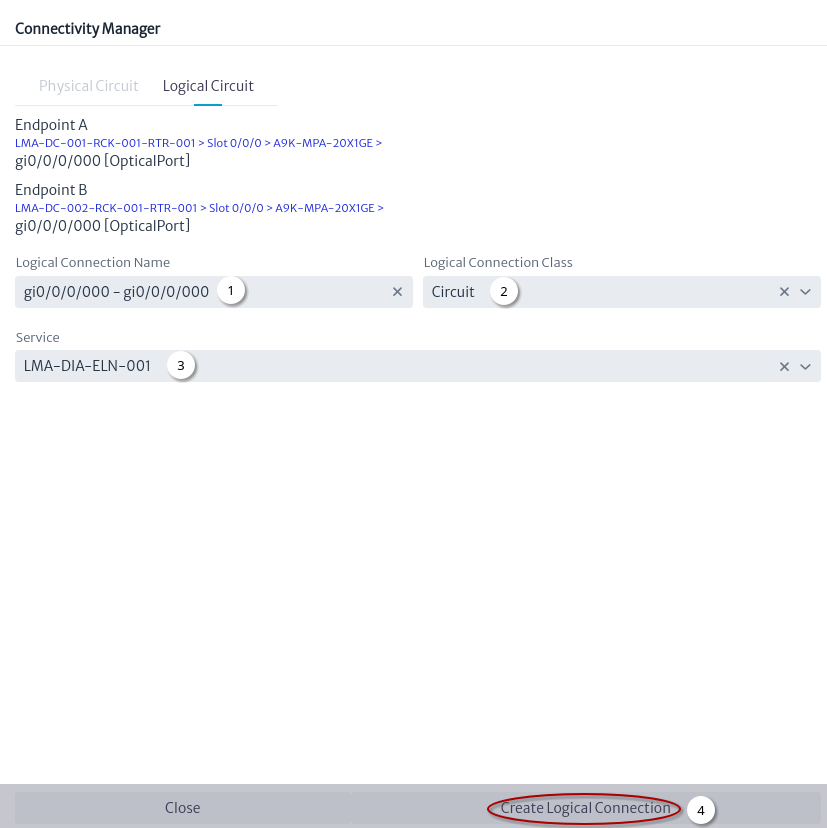 Connectivity Manager
Physical Circuit Logical Circuit
Endpoint A
LMA-DC-001-RCK-001-RTR-001 > Slot 0/0/0 > A9K-MPA-20X1GE >
gi0/0/0/000 [OpticalPort]
Endpoint B
LMA-DC-002-RCK-001-RTR-001 > Slot 0/0/0 > A9K-MPA-20X1GE >
gi0/0/0/000 [OpticalPort]
Logical Connection Name Logical Connection Class
gi0/0/0/000 - gi0/0/0/000 1 Circuit 2
Service
LMA-DIA-ELN-001 3
Close Create Logical Connection 4